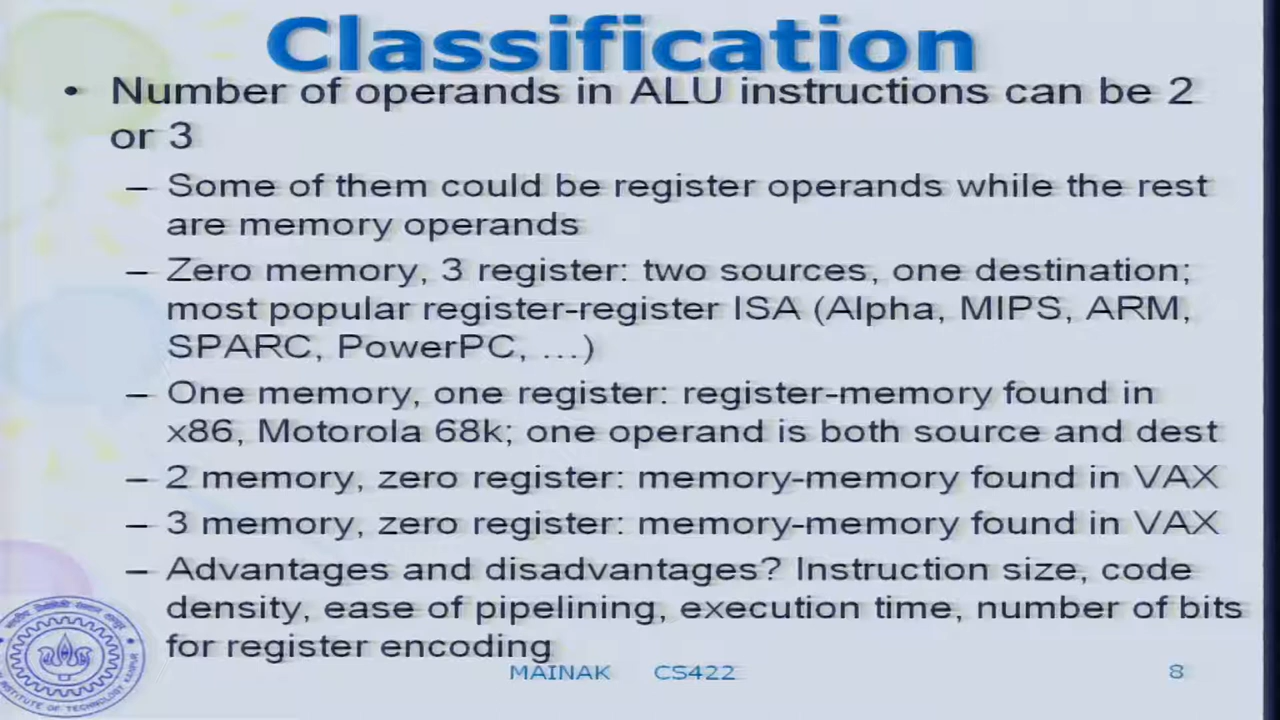 Classification
• Number of operands in ALU instructions can be 2
or 3
– Some of them could be register operands while the rest
are memory operands
– Zero memory, 3 register: two sources, one destination;
most popular register-register ISA (Alpha, MIPS, ARM,
SPARC, PowerPC, …)
– One memory, one register: register-memory found in
x86, Motorola 68k; one operand is both source and dest
– 2 memory, zero register: memory-memory found in VAX
– 3 memory, zero register: memory-memory found in VAX
– Advantages and disadvantages? Instruction size, code
density, ease of pipelining, execution time, number of bits
for register encoding
MAINAK CS422 8
INSTITUTE OF TECHNOLOGY